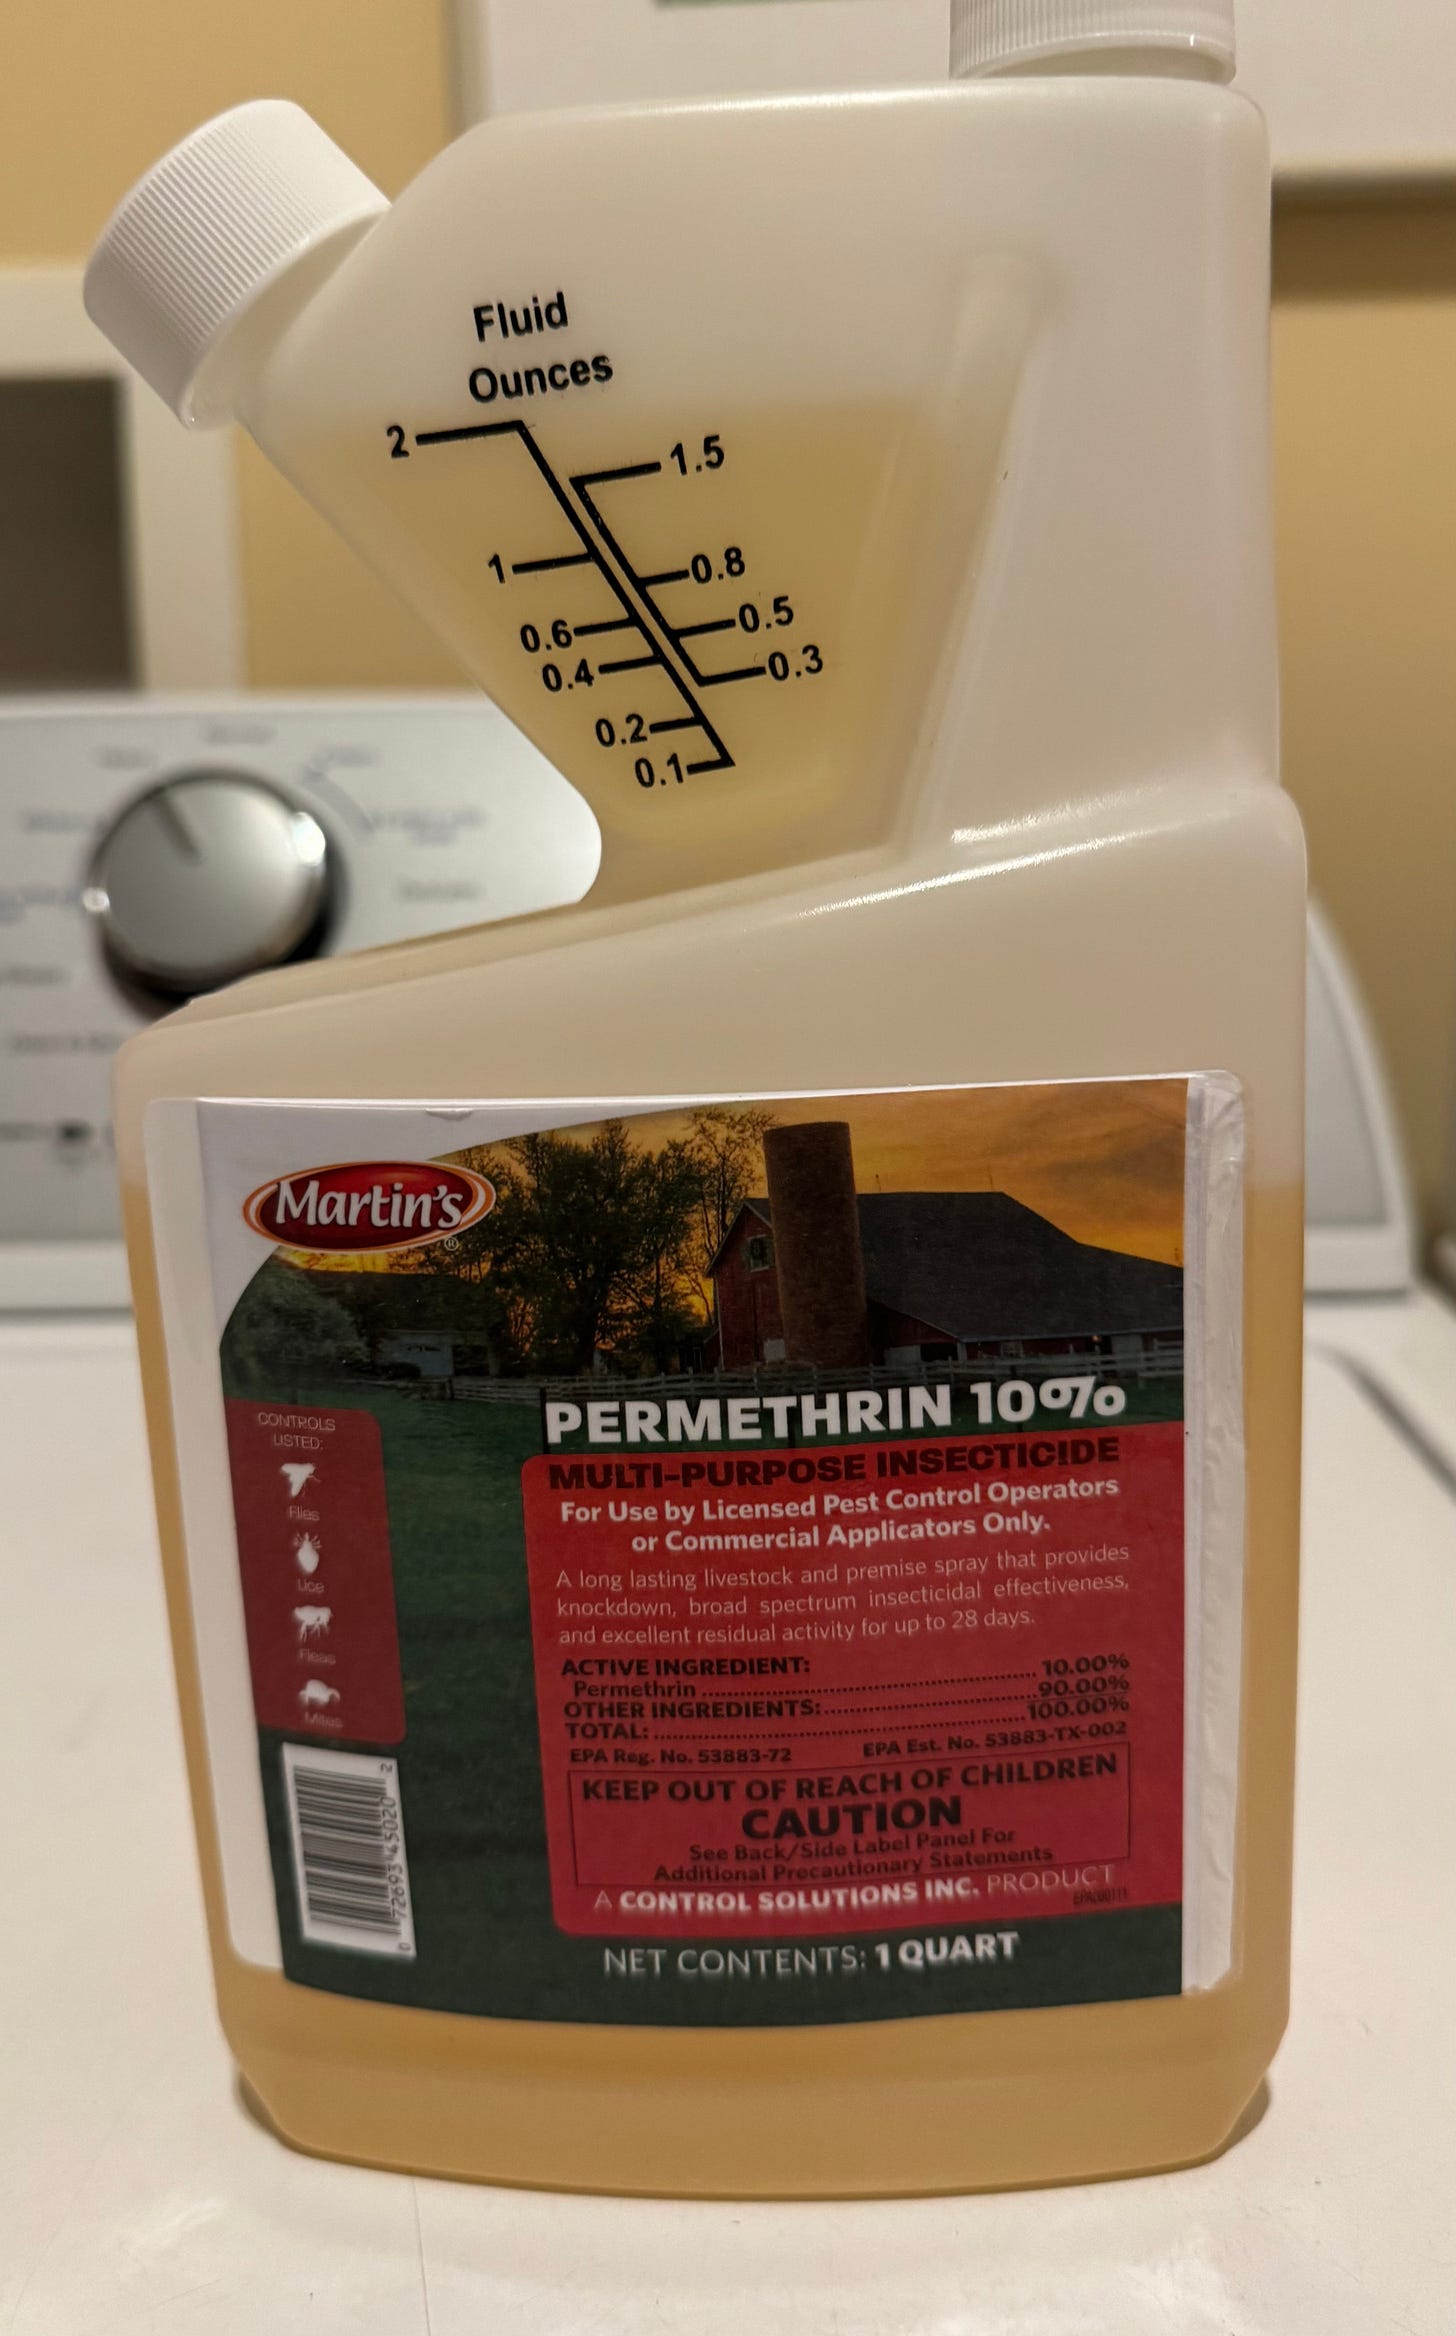 Fluid
Ounces
2
1.5
1
0.8
0.6
0.5
0.4
0.3
0.2
0.1
Martin's
®
CONTROLS
LISTED:
Flies
Lice
Fleas
Mites
PERMETHRIN 10%
MULTI-PURPOSE INSECTICIDE
For Use by Licensed Pest Control Operators
or Commercial Applicators Only.
A long lasting livestock and premise spray that provides
knockdown, broad spectrum insecticidal effectiveness,
and excellent residual activity for up to 28 days.
ACTIVE INGREDIENT:
Permethrin ........ 10.00%
OTHER INGREDIENTS: ........ 90.00%
TOTAL: ........ 100.00%
EPA Reg. No. 53883-72 EPA Est. No. 53883-TX-002
KEEP OUT OF REACH OF CHILDREN
CAUTION
See Back/Side Label Panel For
Additional Precautionary Statements
A CONTROL SOLUTIONS INC. PRODUCT
NET CONTENTS: 1 QUART
0 72693 45020 2